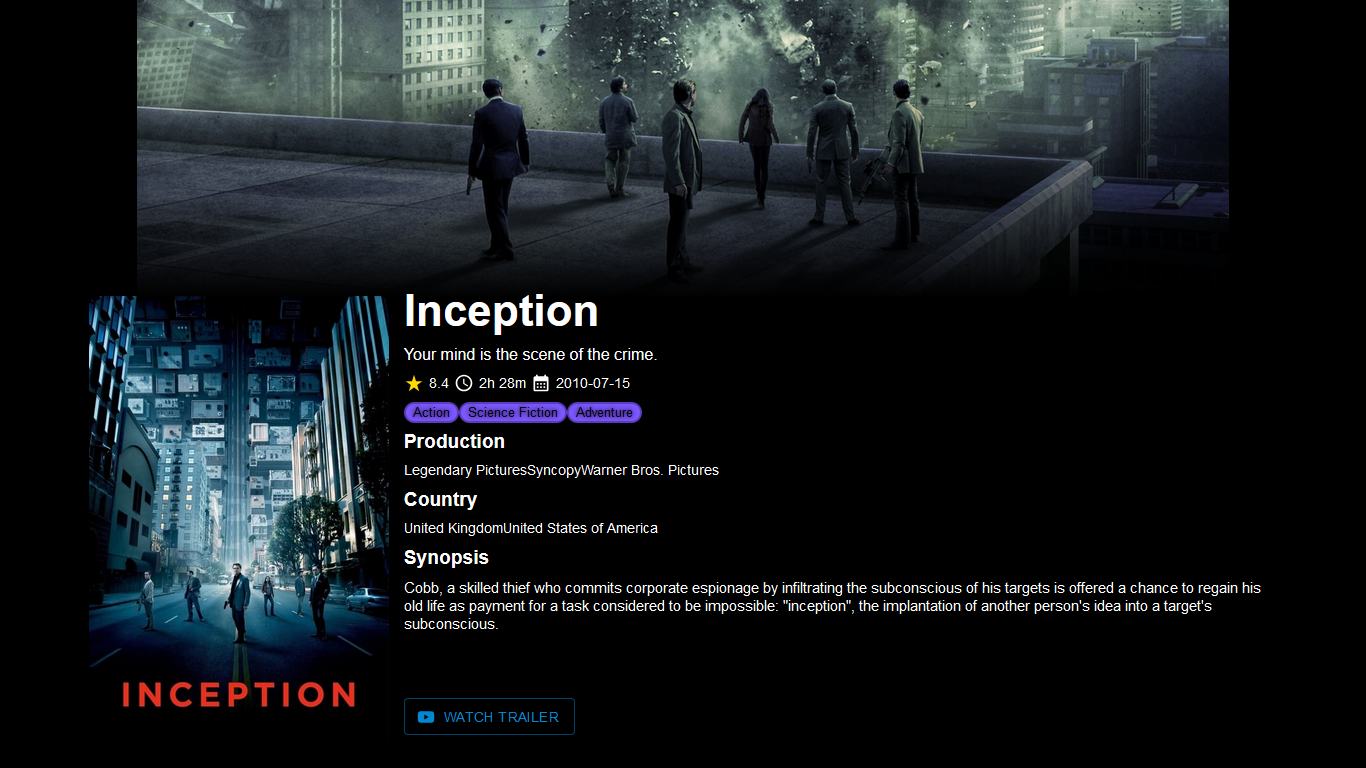 Inception
Your mind is the scene of the crime.
8.4 2h 28m 2010-07-15
Action Science Fiction Adventure
Production
Legendary PicturesSyncopyWarner Bros. Pictures
Country
United KingdomUnited States of America
Synopsis
Cobb, a skilled thief who commits corporate espionage by infiltrating the subconscious of his targets is offered a chance to regain his
old life as payment for a task considered to be impossible: "inception", the implantation of another person's idea into a target's
subconscious.
INCEPTION
WATCH TRAILER